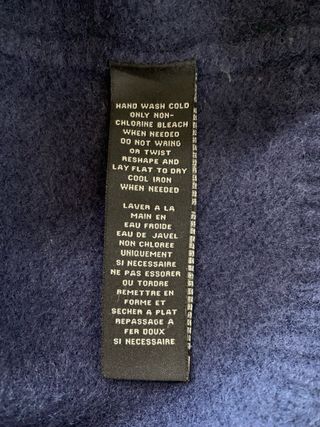 HAND WASH COLD
ONLY NON-
CHLORINE BLEACH
WHEN NEEDED
DO NOT WRING
OR TWIST
RESHAPE AND
LAY FLAT TO DRY
COOL IRON
WHEN NEEDED
LAVER A LA
MAIN EN
EAU FROIDE
EAU DE JAVEL
NON CHLOREE
UNIQUEMENT
SI NECESSAIRE
NE PAS ESSORER
OU TORDRE
REMETTRE EN
FORME ET
SECHER A PLAT
REPASSAGE A
FER DOUX
SI NECESSAIRE